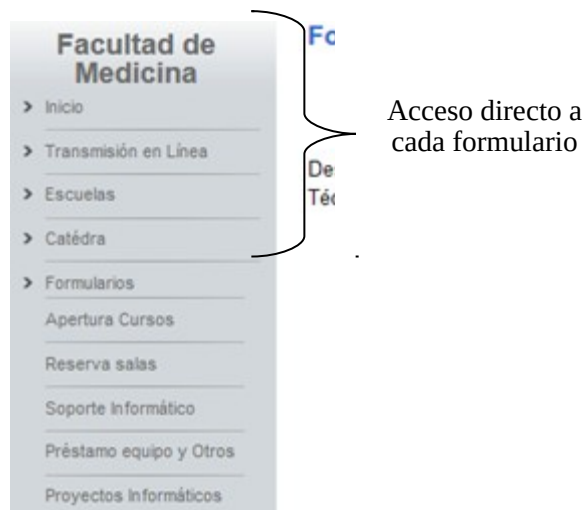 Facultad de
Medicina
Inicio
Transmisión en Línea
Escuelas
Catédra
Formularios
Apertura Cursos
Reserva salas
Soporte Informático
Préstamo equipo y Otros
Proyectos Informáticos
Acceso directo a
cada formulario